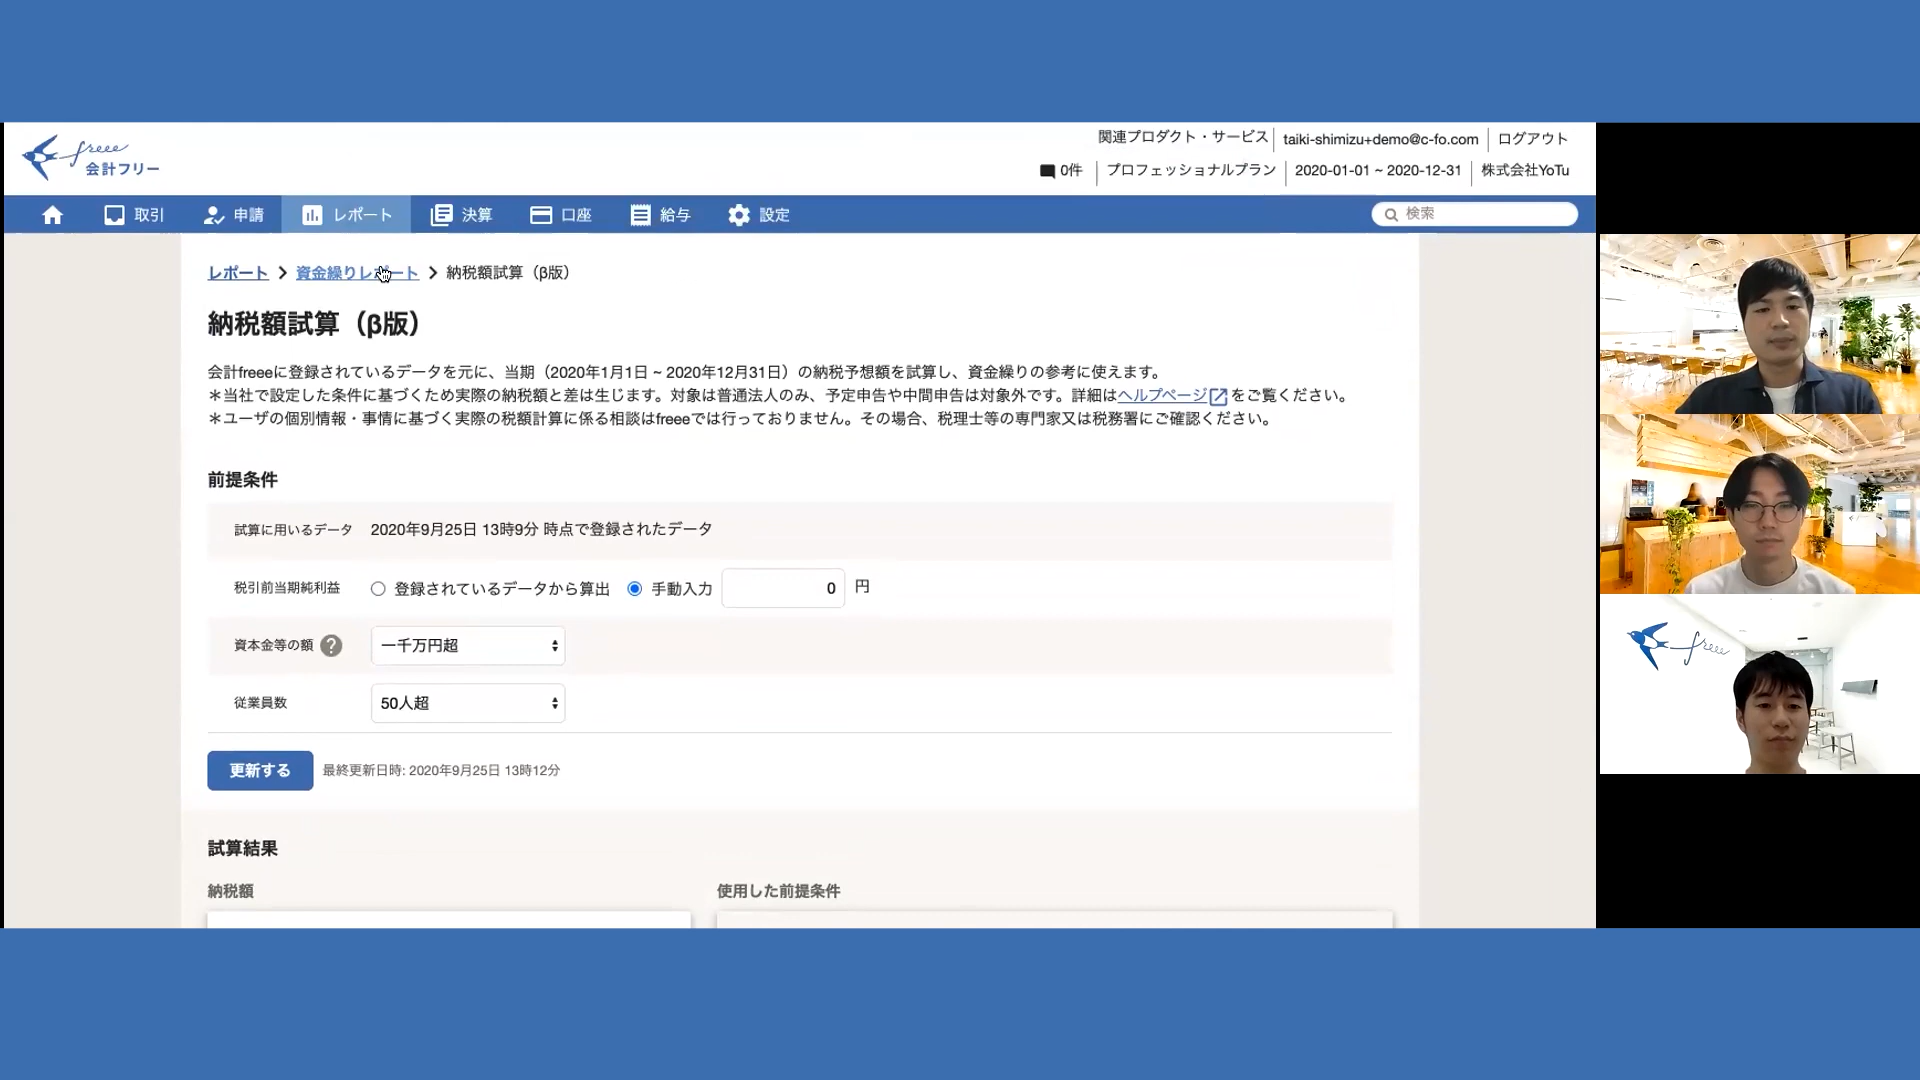 freee
会計フリー
関連プロダクト・サービス taiki-shimizu+demo@c-fo.com ログアウト
0件 プロフェッショナルプラン 2020-01-01 ~ 2020-12-31 株式会社YoTu
取引 申請 レポート 決算 口座 給与 設定 検索
レポート > 資金繰りレポート > 納税額試算（β版）
納税額試算（β版）
会計freeeに登録されているデータを元に、当期（2020年1月1日 ~ 2020年12月31日）の納税予想額を試算し、資金繰りの参考に使えます。
＊当社で設定した条件に基づくため実際の納税額と差は生じます。対象は普通法人のみ、予定申告や中間申告は対象外です。詳細はヘルプページをご覧ください。
＊ユーザの個別情報・事情に基づく実際の税額計算に係る相談はfreeeでは行っておりません。その場合、税理士等の専門家又は税務署にご確認ください。
前提条件
試算に用いるデータ 2020年9月25日 13時9分 時点で登録されたデータ
税引前当期純利益 登録されているデータから算出 手動入力 0 円
資本金等の額 ? 一千万円超
従業員数 50人超
更新する 最終更新日時: 2020年9月25日 13時12分
試算結果
納税額 使用した前提条件
freee